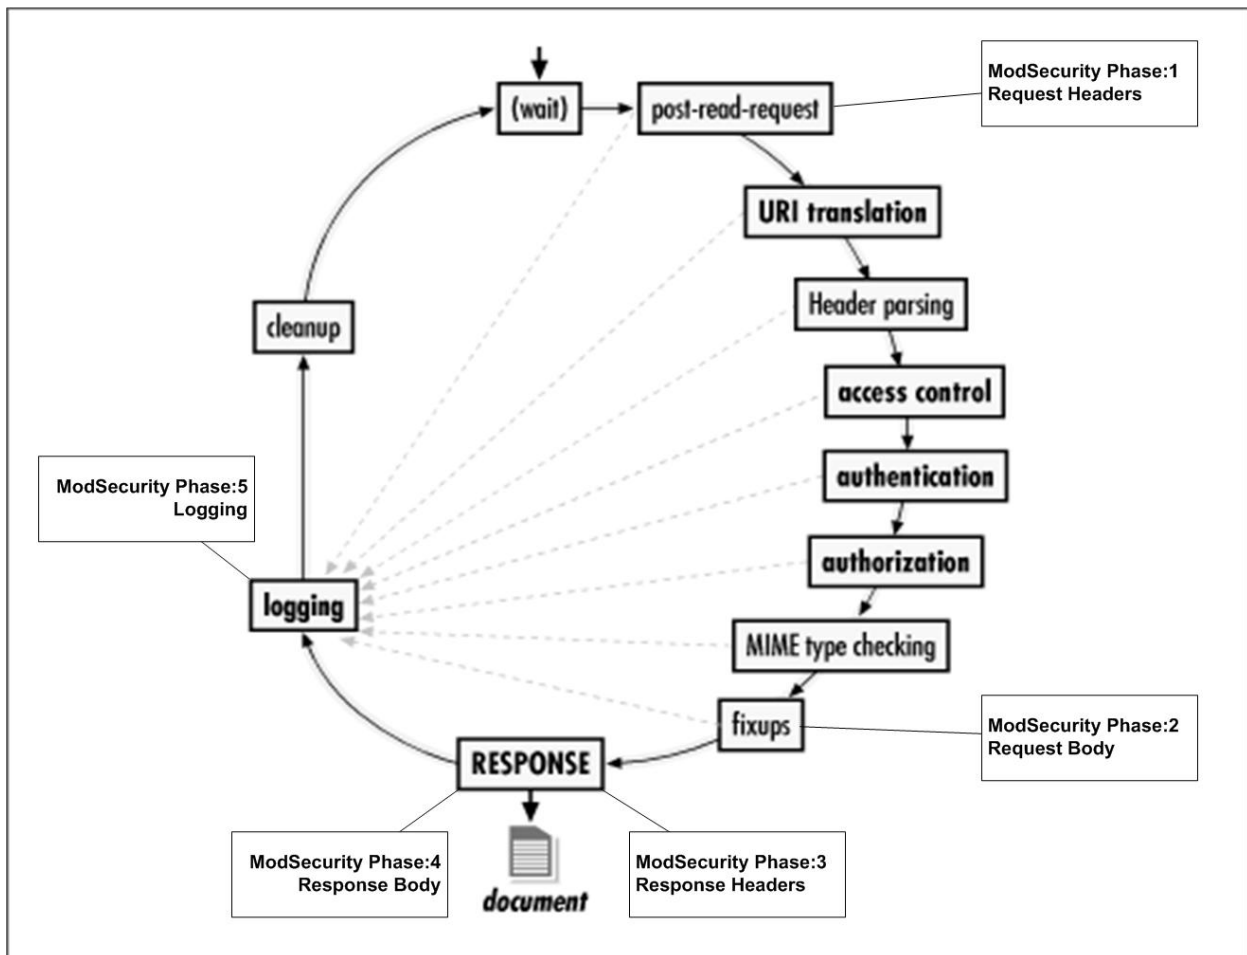 (wait)
post-read-request
ModSecurity Phase:1
Request Headers
URI translation
Header parsing
cleanup
access control
authentication
ModSecurity Phase:5
Logging
authorization
logging
MIME type checking
fixups
ModSecurity Phase:2
Request Body
RESPONSE
ModSecurity Phase:4
Response Body
ModSecurity Phase:3
Response Headers
document